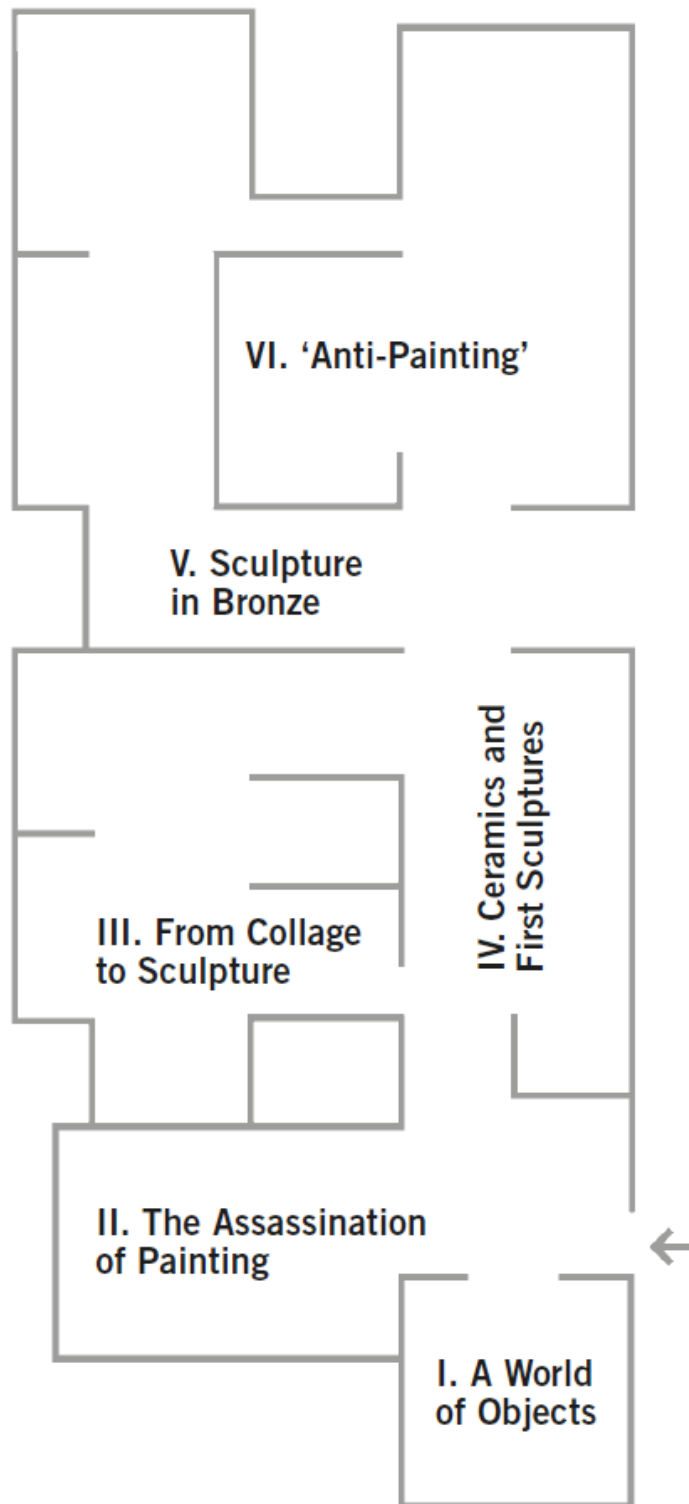 VI. ‘Anti-Painting’
V. Sculpture
in Bronze
IV. Ceramics and
First Sculptures
III. From Collage
to Sculpture
II. The Assassination
of Painting
I. A World
of Objects